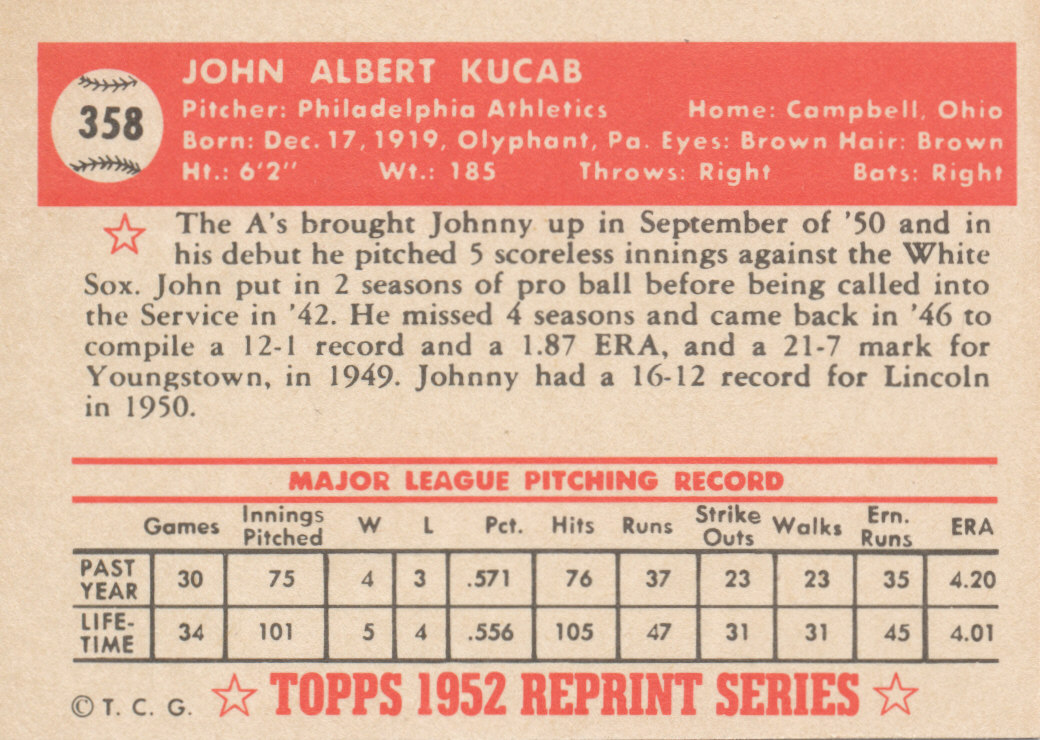 358
JOHN ALBERT KUCAB
Pitcher: Philadelphia Athletics Home: Campbell, Ohio
Born: Dec. 17, 1919, Olyphant, Pa. Eyes: Brown Hair: Brown
Ht.: 6'2" Wt.: 185 Throws: Right Bats: Right
The A's brought Johnny up in September of '50 and in
his debut he pitched 5 scoreless innings against the White
Sox. John put in 2 seasons of pro ball before being called into
the Service in '42. He missed 4 seasons and came back in '46 to
compile a 12-1 record and a 1.87 ERA, and a 21-7 mark for
Youngstown, in 1949. Johnny had a 16-12 record for Lincoln
in 1950.
MAJOR LEAGUE PITCHING RECORD
Games Innings Pitched W L Pct. Hits Runs Strike Outs Walks Ern. Runs ERA
PAST YEAR 30 75 4 3 .571 76 37 23 23 35 4.20
LIFE-TIME 34 101 5 4 .556 105 47 31 31 45 4.01
© T. C. G. TOPPS 1952 REPRINT SERIES